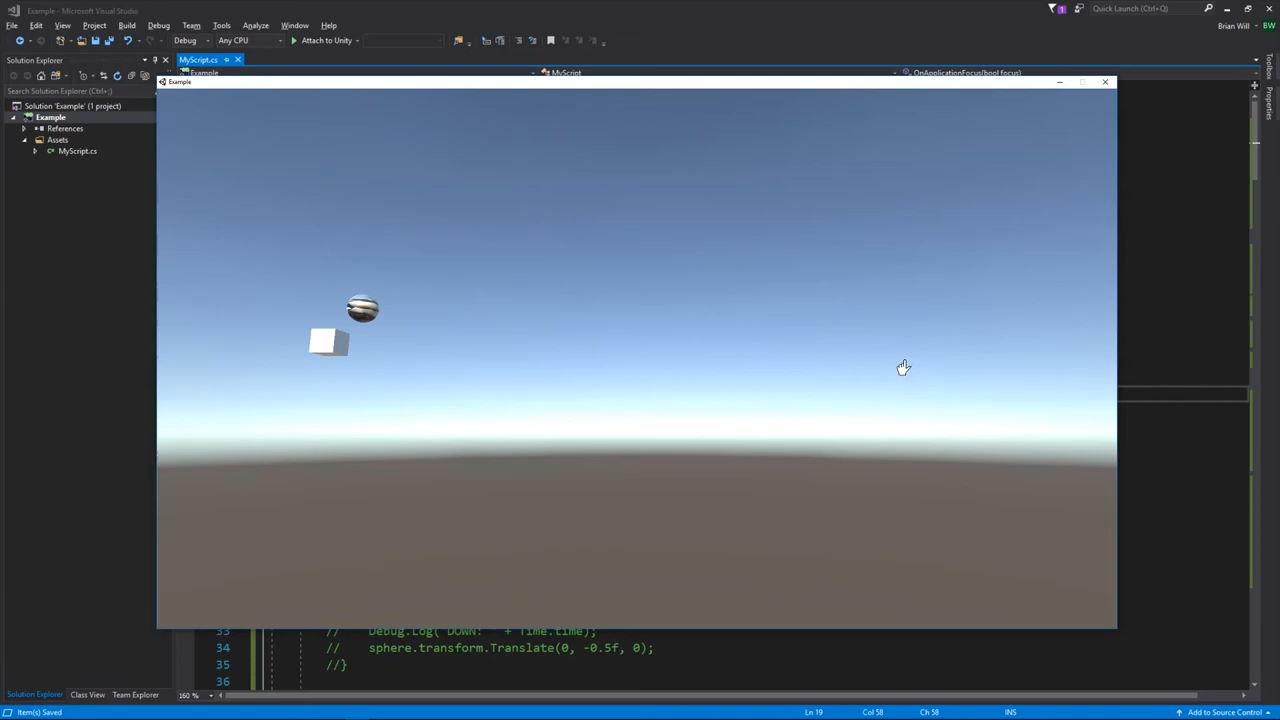 Example - Microsoft Visual Studio
1
Quick Launch (Ctrl+;)
File Edit View Project Build Debug Team Tools Analyze Window Help
Brian Will BW
Debug Any CPU Attach to Unity
Solution Explorer
MyScript.cs
Example MyScript OnApplicationFocus(bool focus)
Search Solution Explorer (Ctrl+;)
Example
Solution 'Example' (1 project)
Example
References
Assets
MyScript.cs
Toolbox
Properties
33 // Debug.Log("DOWN: " + Time.time);
34 // sphere.transform.Translate(0, -0.5f, 0);
35 //}
36
Solution Explorer Class View Team Explorer
160 %
Item(s) Saved Ln 19 Col 58 Ch 58 INS Add to Source Control